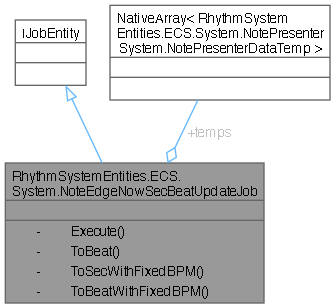 IJobEntity
NativeArray< RhythmSystem
Entities.ECS.System.NotePresenter
System.NotePresenterDataTemp >
+temps
RhythmSystemEntities.ECS.
System.NoteEdgeNowSecBeatUpdateJob
- Execute()
- ToBeat()
- ToSecWithFixedBPM()
- ToBeatWithFixedBPM()